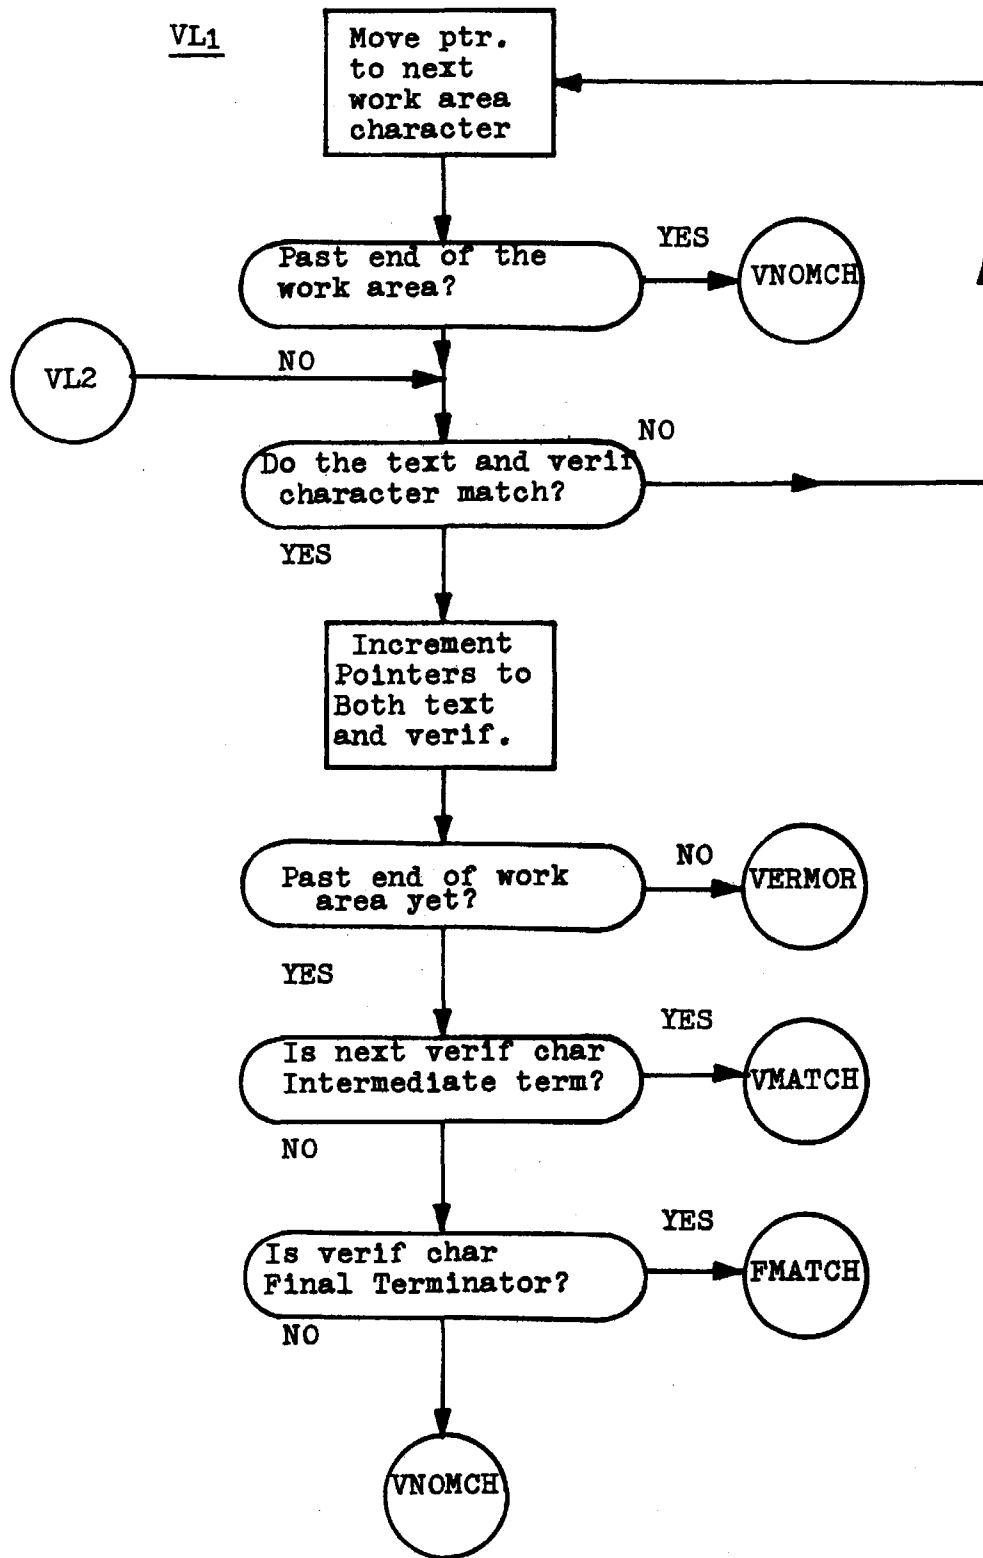 VL1
Move ptr.
to next
work area
character
Past end of the
work area?
YES
VNOMCH
NO
VL2
Do the text and verif
character match?
NO
YES
Increment
Pointers to
Both text
and verif.
Past end of work
area yet?
NO
VERMOR
YES
Is next verif char
Intermediate term?
YES
VMATCH
NO
Is verif char
Final Terminator?
YES
FMATCH
NO
VNOMCH